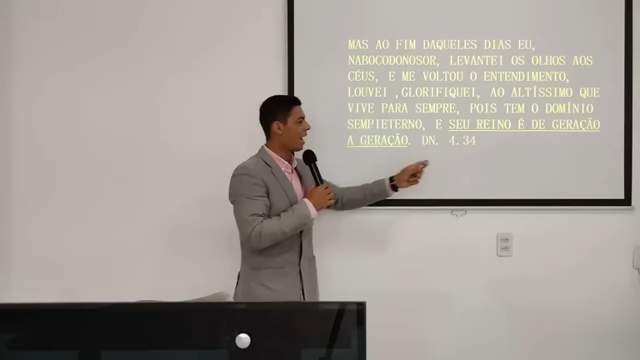 MAS AO FIM DAQUELES DIAS EU,
NABOCODONOSOR, LEVANTEI OS OLHOS AOS
CÉUS, E ME VOLTOU O ENTENDIMENTO,
LOUVEI ,GLORIFIQUEI, AO ALTÍSSIMO QUE
VIVE PARA SEMPRE, POIS TEM O DOMÍNIO
SEMPIETERNO, E SEU REINO É DE GERAÇÃO
A GERAÇÃO. DN. 4.34